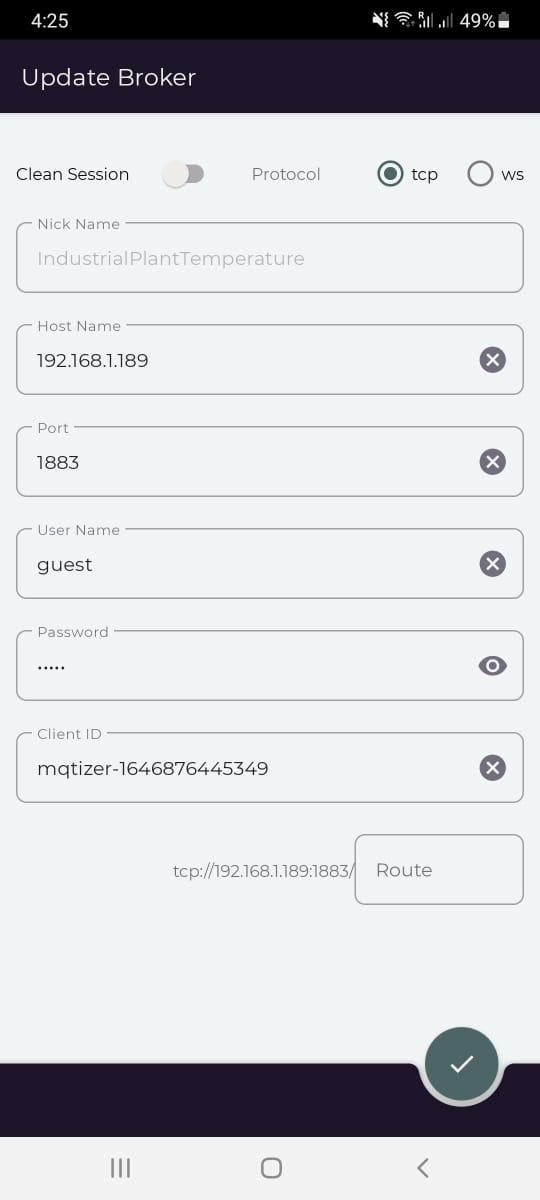 4:25
R
49%
Update Broker
Clean Session Protocol tcp ws
Nick Name
IndustrialPlantTemperature
Host Name
192.168.1.189
Port
1883
User Name
guest
Password
•••••
Client ID
mqtizer-1646876445349
tcp://192.168.1.189:1883/ Route